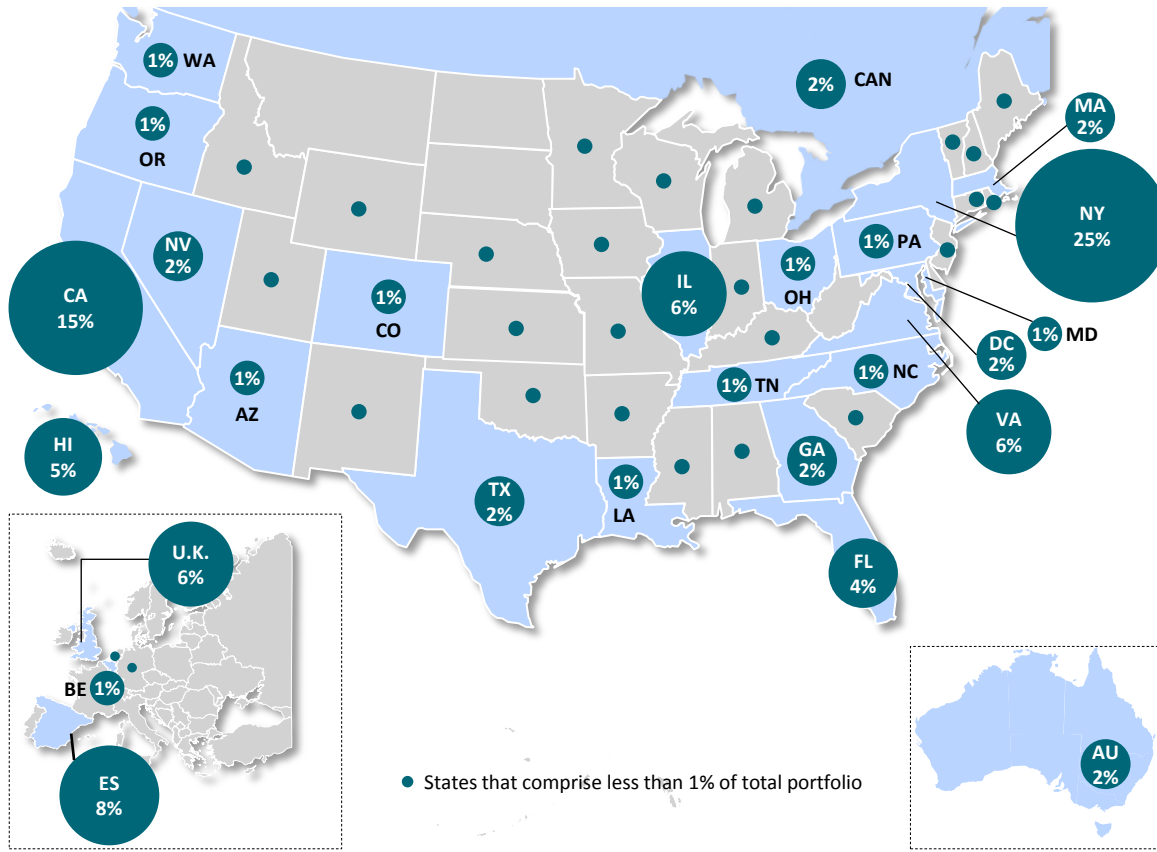 1% WA
2% CAN
1%
OR
MA
2%
NY
25%
NV
2%
1% PA
1%
OH
IL
6%
CA
15%
1%
CO
1% MD
DC
2%
1%
AZ
1% TN
1% NC
VA
6%
HI
5%
GA
2%
1%
LA
TX
2%
FL
4%
U.K.
6%
BE 1%
ES
8%
AU
2%
States that comprise less than 1% of total portfolio